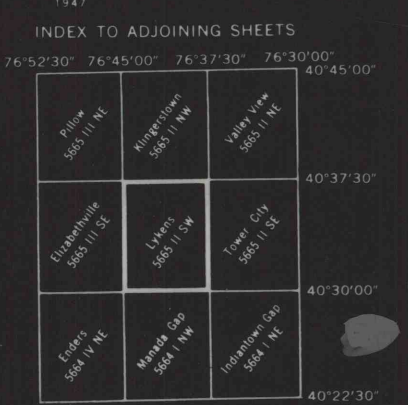 1947
INDEX TO ADJOINING SHEETS
76°52'30" 76°45'00" 76°37'30" 76°30'00"
40°45'00"
Pillow
5665 III NE
Klingerstown
5665 II NW
Valley View
5665 II NE
40°37'30"
Elizabethville
5665 III SE
Lykens
5665 II SW
Tower City
5665 II SE
40°30'00"
Enders
5664 IV NE
Manada Gap
5664 I NW
Indiantown Gap
5664 I NE
40°22'30"